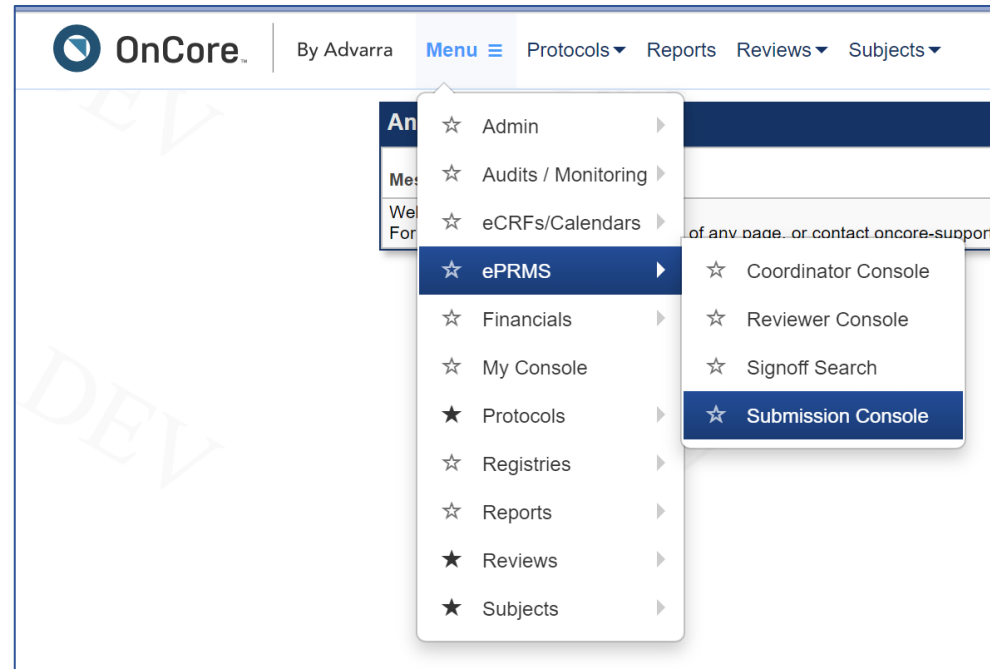 OnCore™ By Advarra Menu ☰ Protocols▼ Reports Reviews▼ Subjects▼
DEV
An
Mes
Wel
For of any page, or contact oncore-support
Admin
Audits / Monitoring
eCRFs/Calendars
ePRMS
Financials
My Console
Protocols
Registries
Reports
Reviews
Subjects
Coordinator Console
Reviewer Console
Signoff Search
Submission Console
DEV